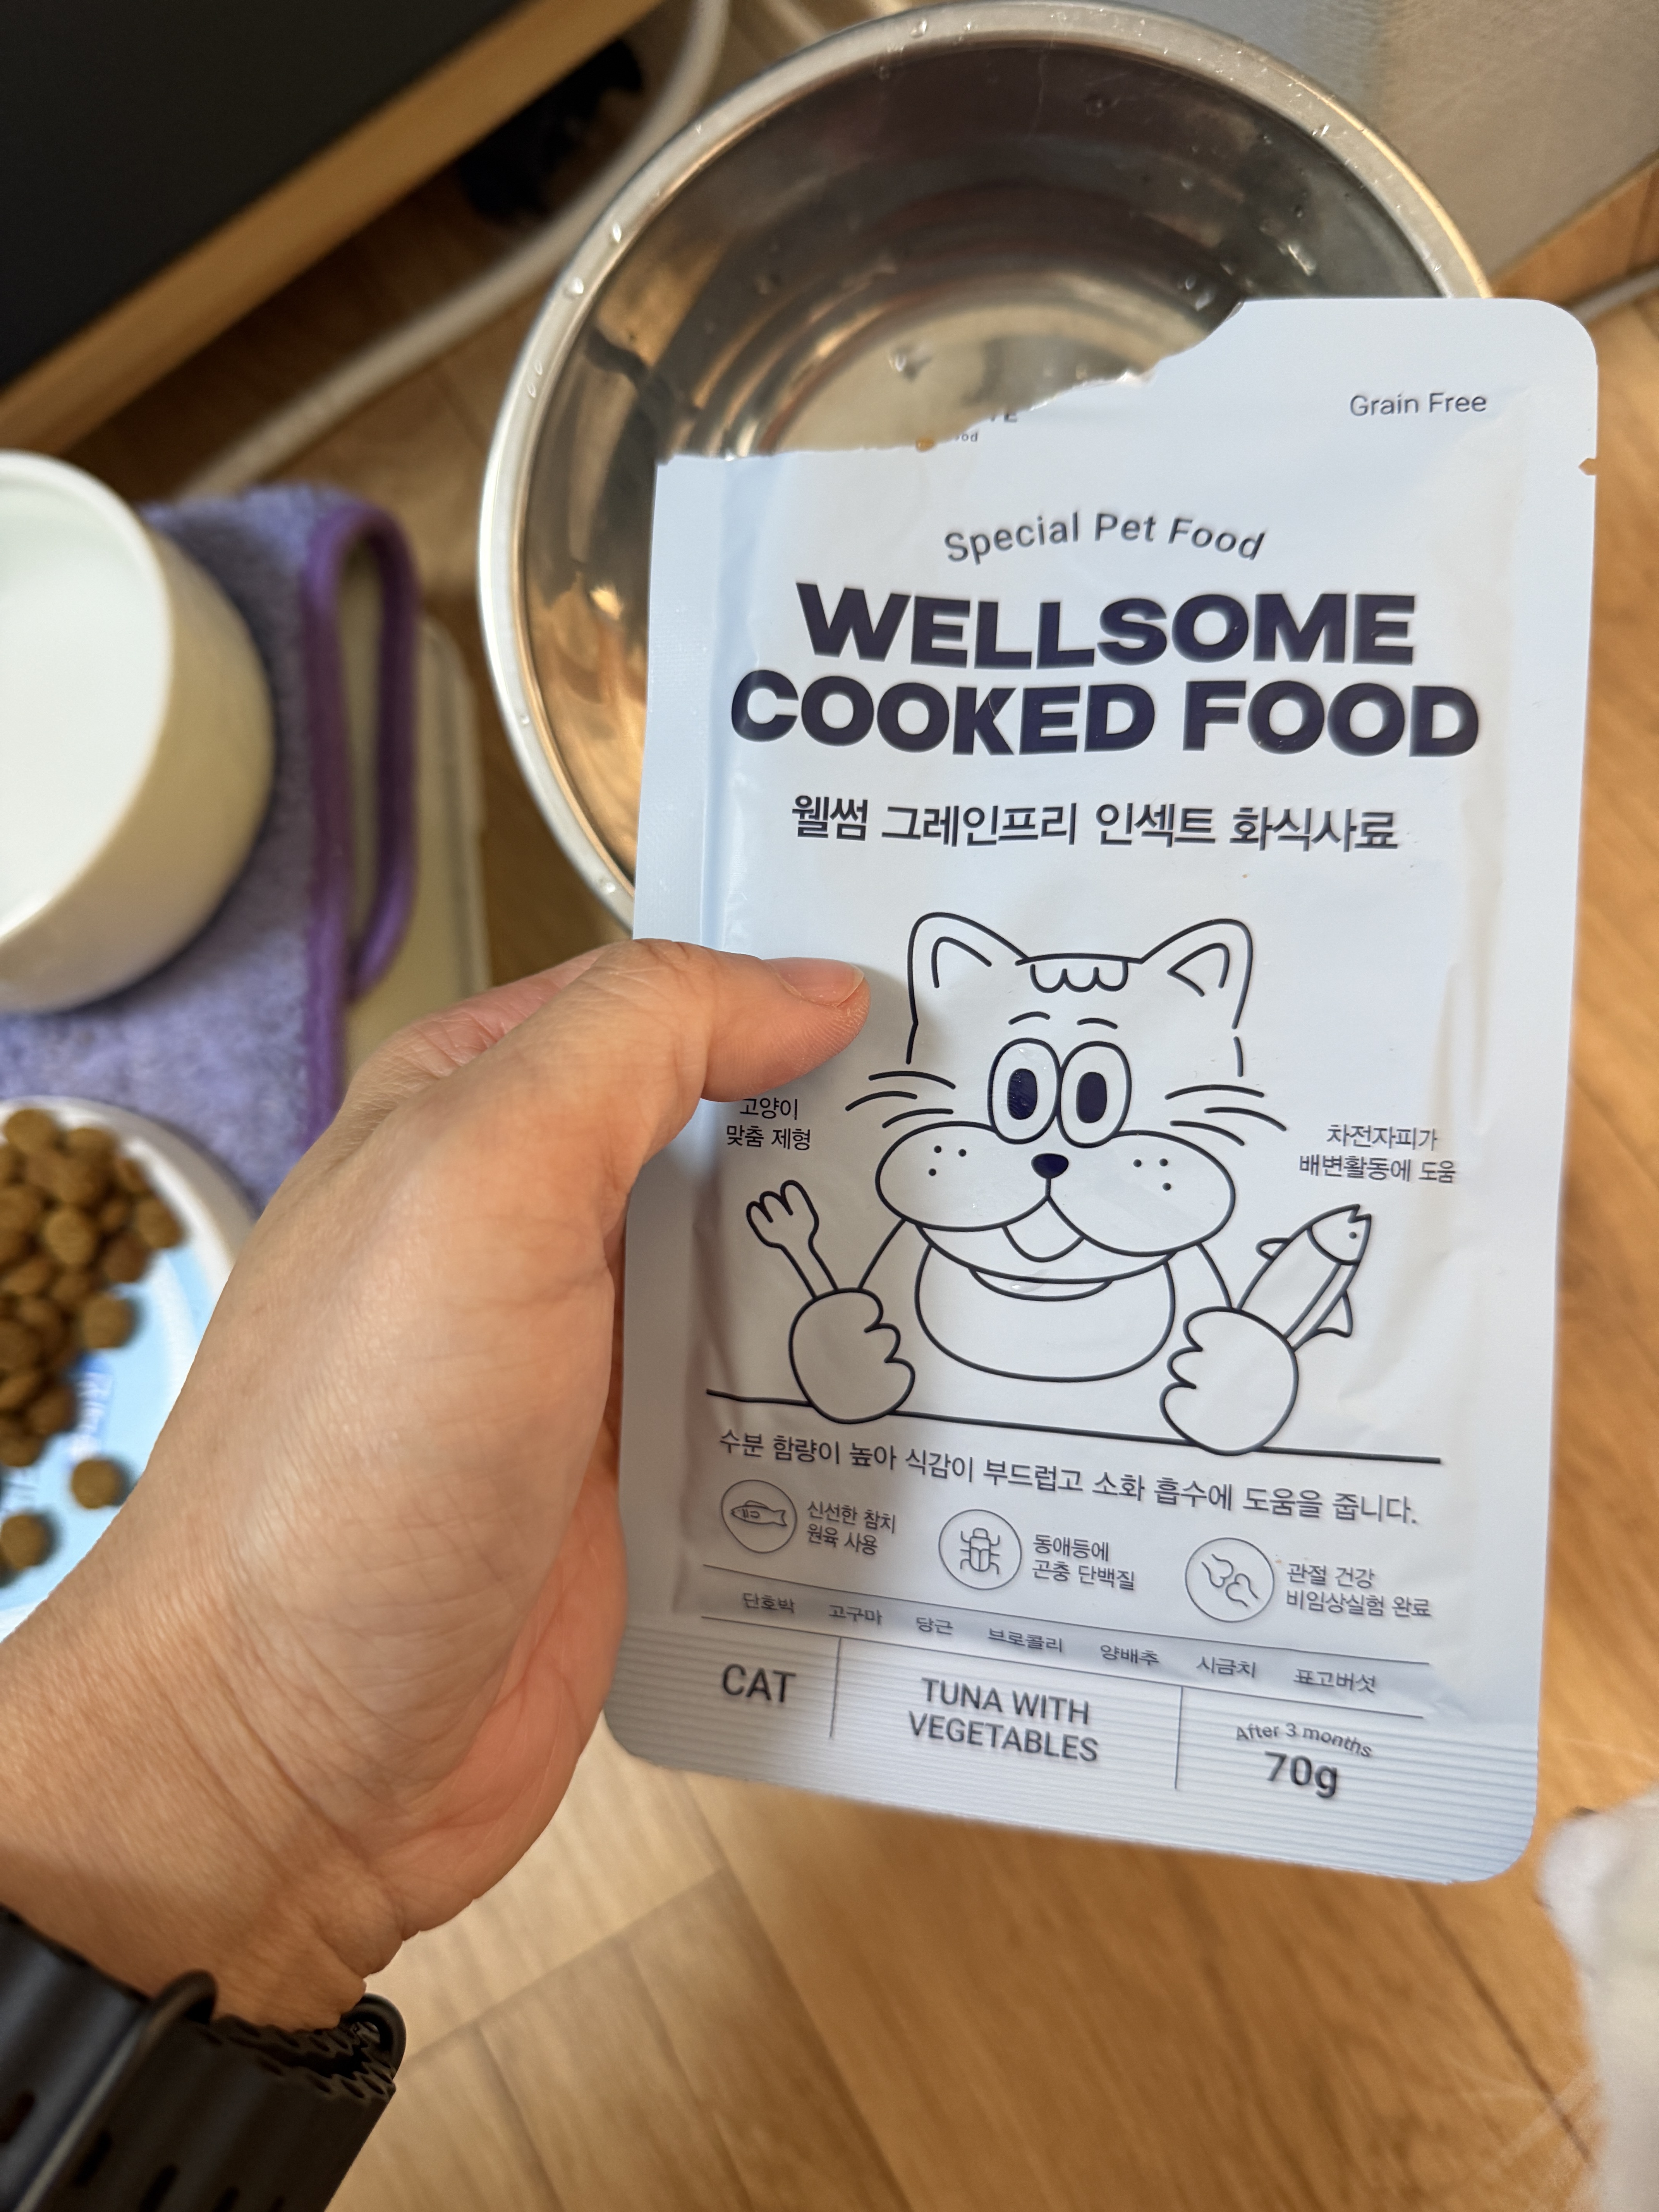 Grain Free
Special Pet Food
WELLSOME
COOKED FOOD
웰썸 그레인프리 인섹트 화식사료
고양이
맞춤 제형
차전자피가
배변활동에 도움
수분 함량이 높아 식감이 부드럽고 소화 흡수에 도움을 줍니다.
신선한 참치
원육 사용
동애등에
곤충 단백질
관절 건강
비임상실험 완료
단호박 고구마 당근 브로콜리 양배추 시금치 표고버섯
CAT
TUNA WITH
VEGETABLES
After 3 months
70g